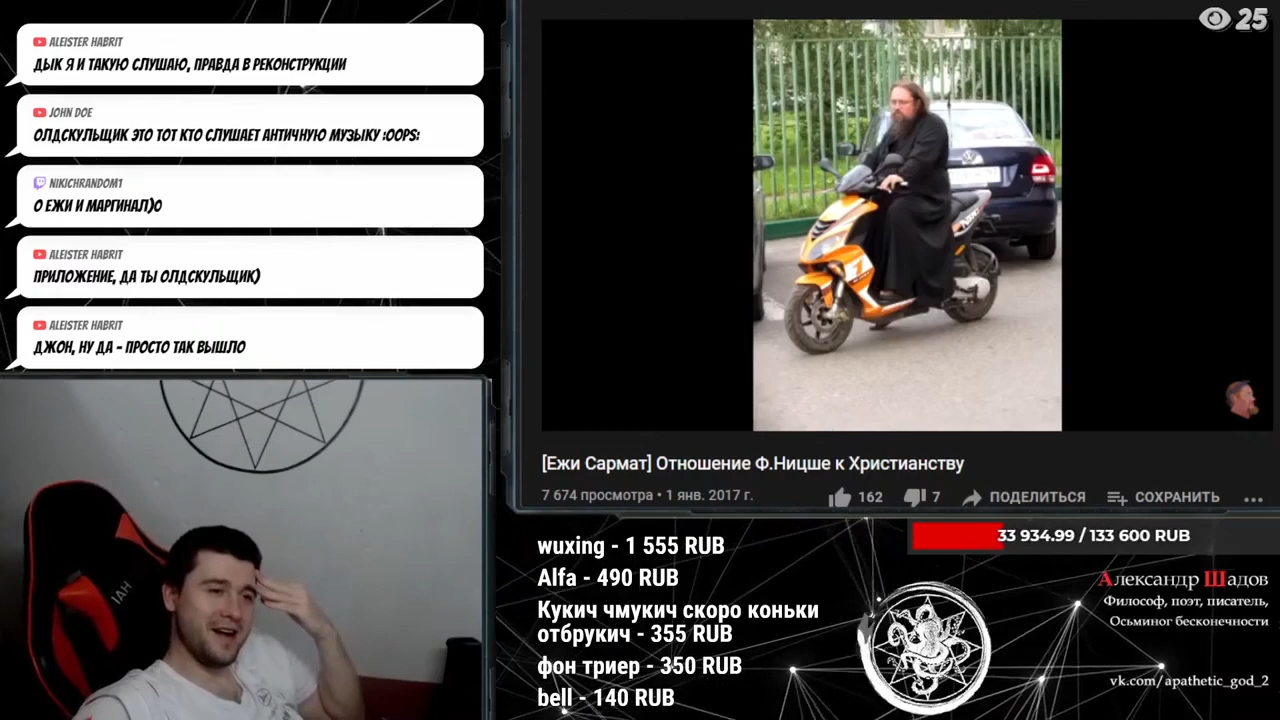 ALEISTER HABRIT
ДЫК Я И ТАКУЮ СЛУШАЮ, ПРАВДА В РЕКОНСТРУКЦИИ
JOHN DOE
ОЛДСКУЛЬЩИК ЭТО ТОТ КТО СЛУШАЕТ АНТИЧНУЮ МУЗЫКУ :OOPS:
NIKICHRANDOM1
О ЕЖИ И МАРГИНАЛ)0
ALEISTER HABRIT
ПРИЛОЖЕНИЕ, ДА ТЫ ОЛДСКУЛЬЩИК)
ALEISTER HABRIT
ДЖОН, НУ ДА - ПРОСТО ТАК ВЫШЛО
25
[Ежи Сармат] Отношение Ф.Ницше к Христианству
7 674 просмотра • 1 янв. 2017 г.
162
7
ПОДЕЛИТЬСЯ
СОХРАНИТЬ
wuxing - 1 555 RUB
Alfa - 490 RUB
Кукич чмукич скоро коньки
отбрукич - 355 RUB
фон триер - 350 RUB
bell - 140 RUB
33 934.99 / 133 600 RUB
Александр Шадов
Философ, поэт, писатель,
Осьминог бесконечности
vk.com/apathetic_god_2